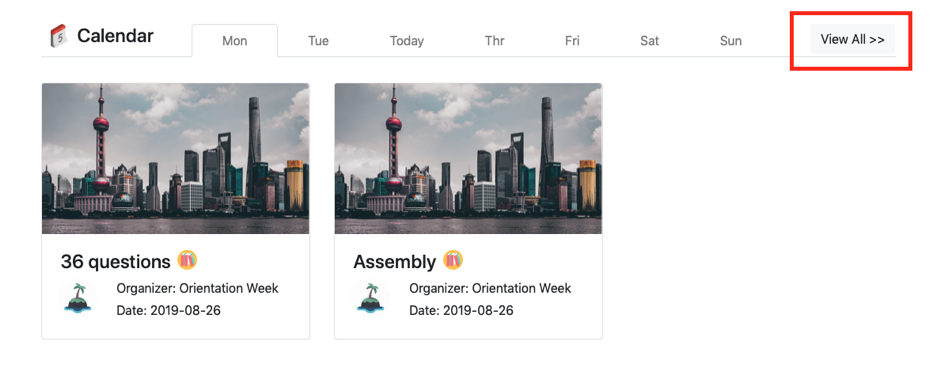 Calendar
Mon
Tue
Today
Thr
Fri
Sat
Sun
View All >>
36 questions
Organizer: Orientation Week
Date: 2019-08-26
Assembly
Organizer: Orientation Week
Date: 2019-08-26